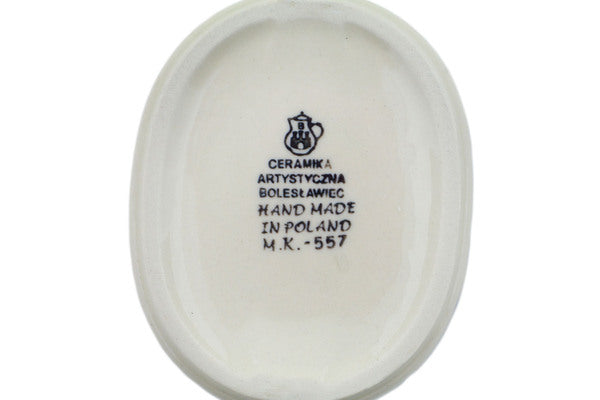 B
CERAMIKA
ARTYSTYCZNA
BOLESŁAWIEC
HAND MADE
IN POLAND
M.K.-557